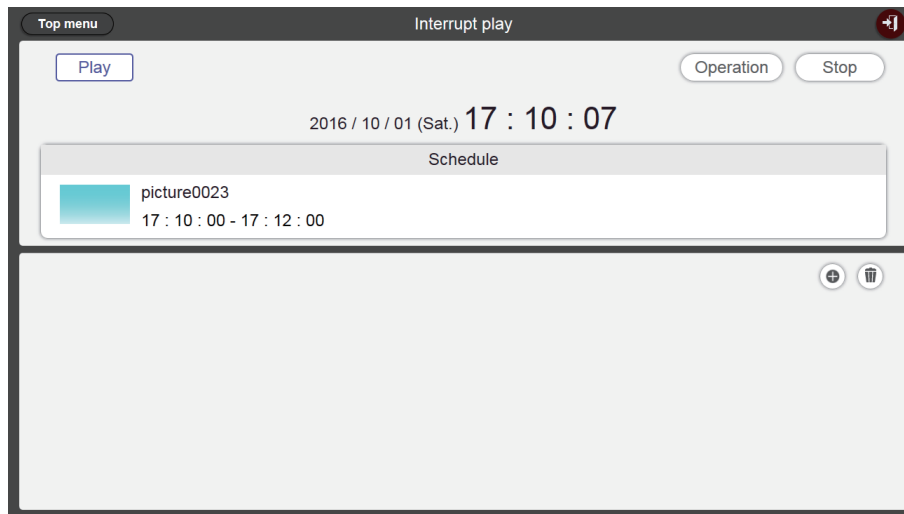 Top menu
Interrupt play
Play
Operation
Stop
2016 / 10 / 01 (Sat.) 17 : 10 : 07
Schedule
picture0023
17 : 10 : 00 - 17 : 12 : 00